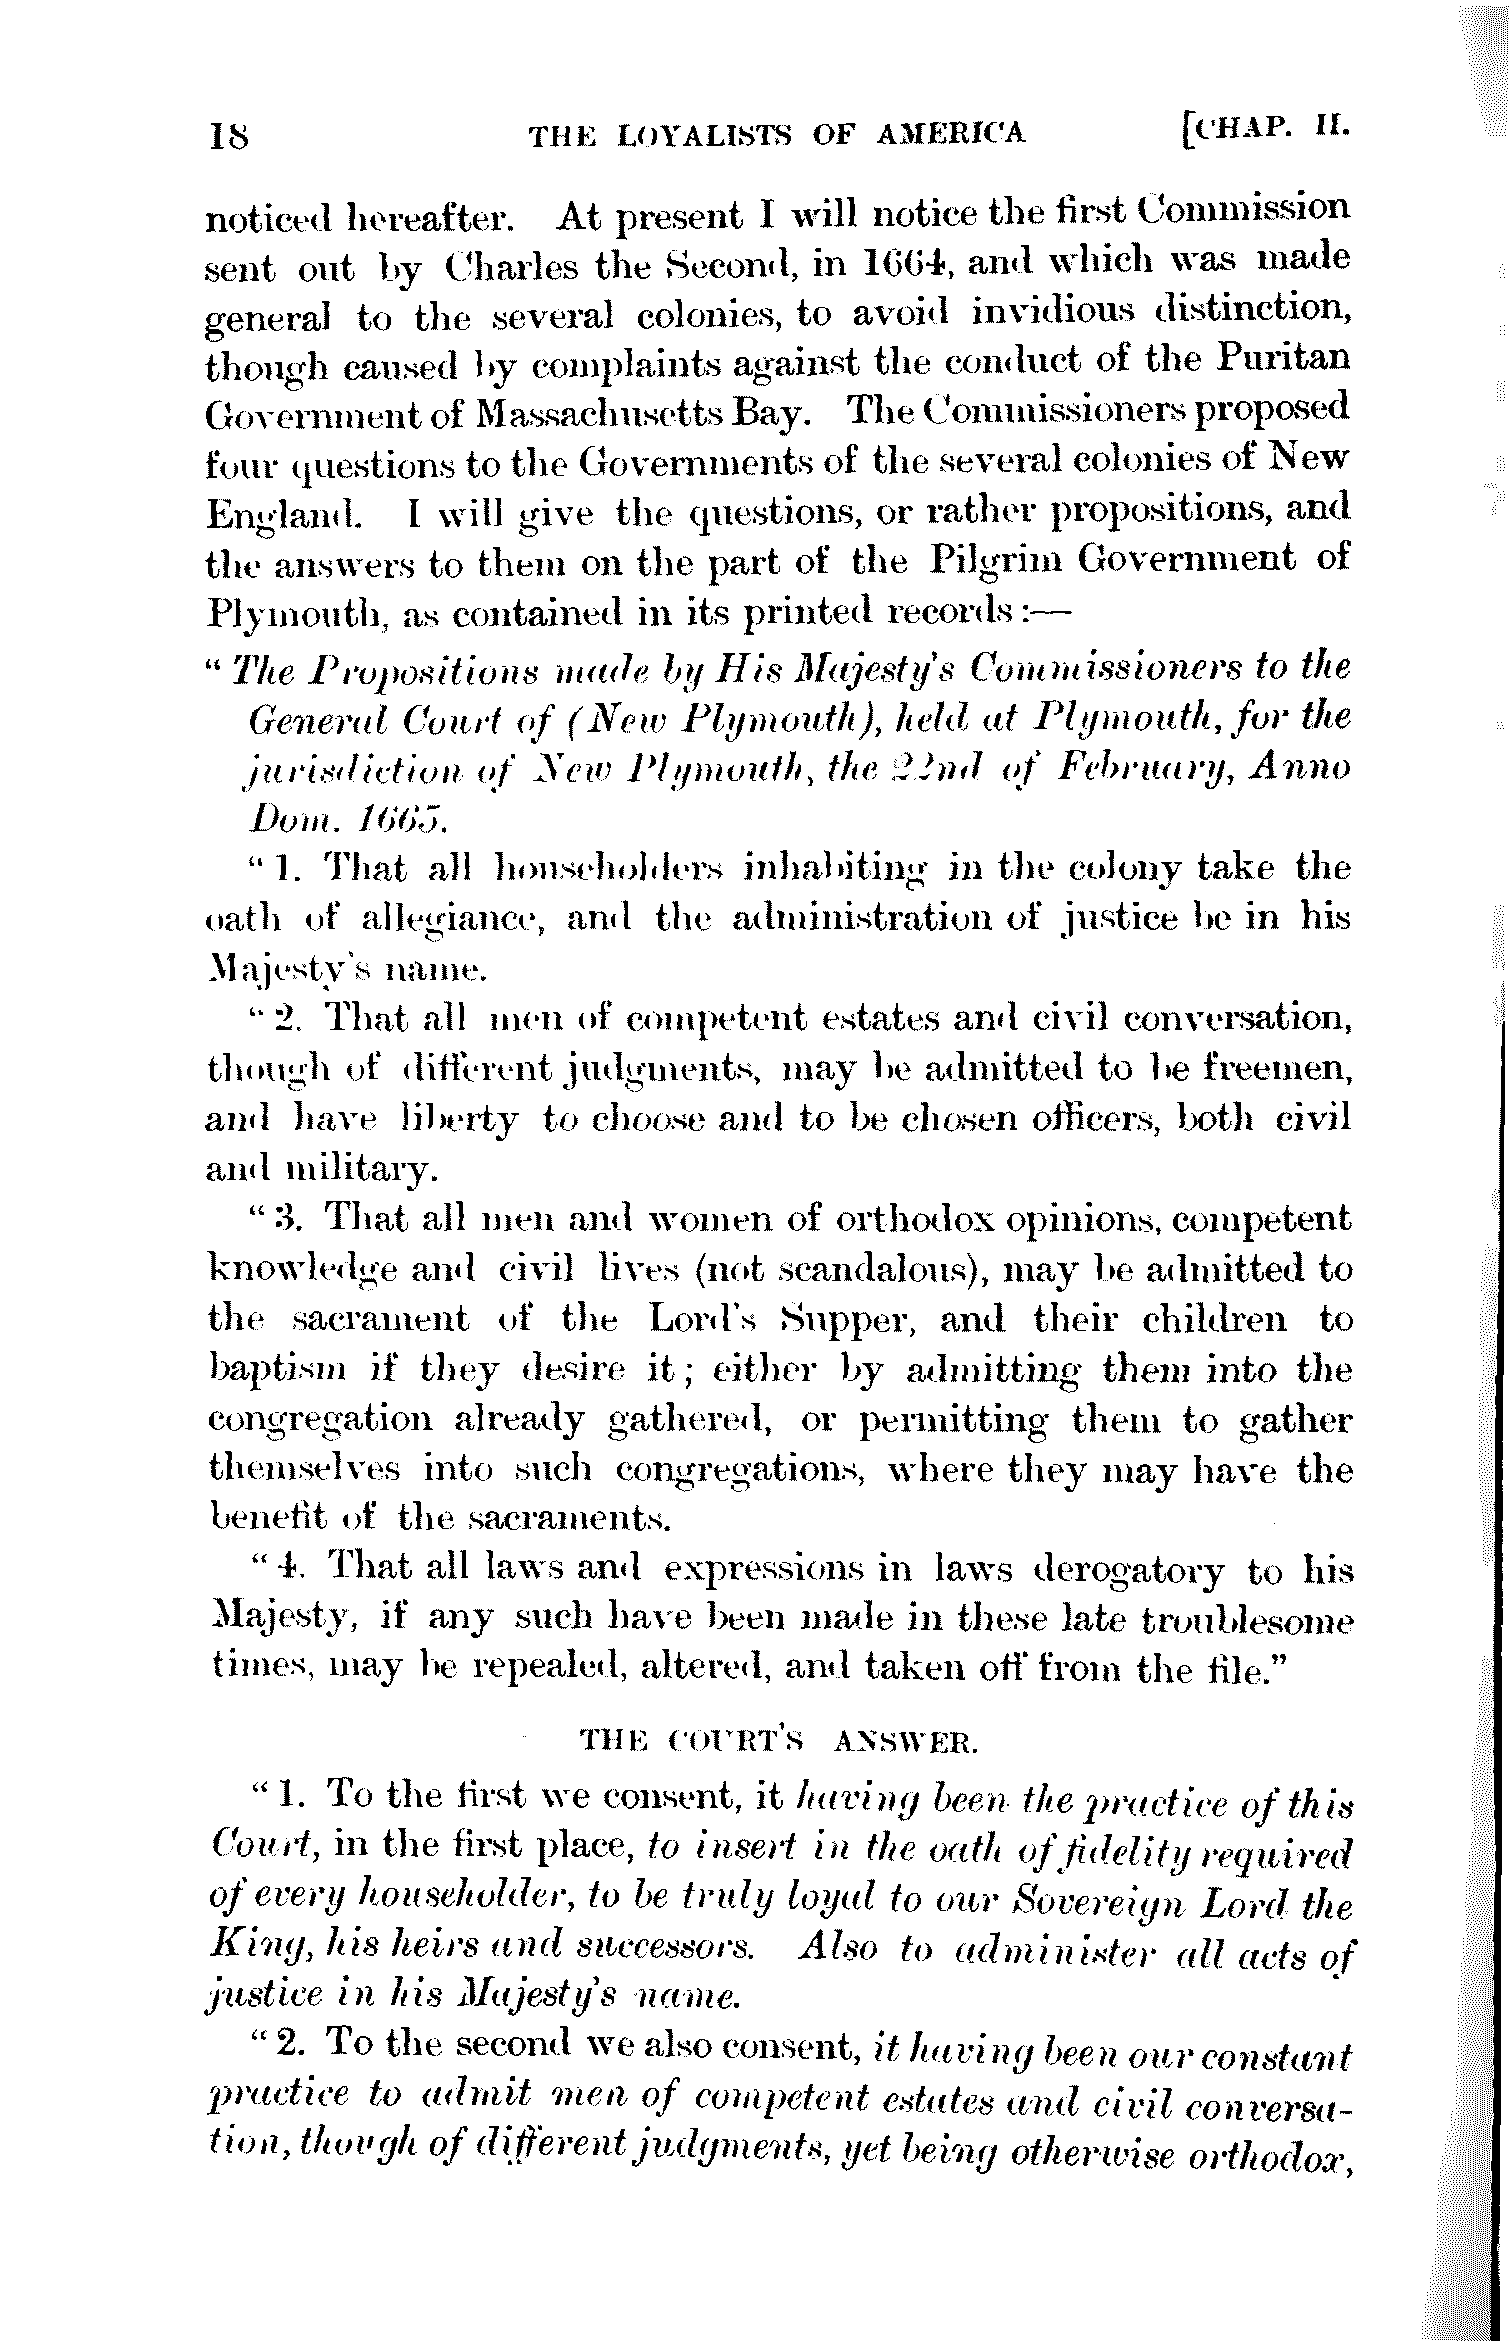 18 THE LOYALISTS OF AMERICA [CHAP. II.
noticed hereafter. At present I will notice the first Commission
sent out by Charles the Second, in 1664, and which was made
general to the several colonies, to avoid invidious distinction,
though caused by complaints against the conduct of the Puritan
Government of Massachusetts Bay. The Commissioners proposed
four questions to the Governments of the several colonies of New
England. I will give the questions, or rather propositions, and
the answers to them on the part of the Pilgrim Government of
Plymouth, as contained in its printed records:—
"The Propositions made by His Majesty's Commissioners to the
General Court of (New Plymouth), held at Plymouth, for the
jurisdiction of New Plymouth, the 22nd of February, Anno
Dom. 1665.
"1. That all householders inhabiting in the colony take the
oath of allegiance, and the administration of justice be in his
Majesty's name.
"2. That all men of competent estates and civil conversation,
though of different judgments, may be admitted to be freemen,
and have liberty to choose and to be chosen officers, both civil
and military.
"3. That all men and women of orthodox opinions, competent
knowledge and civil lives (not scandalous), may be admitted to
the sacrament of the Lord's Supper, and their children to
baptism if they desire it; either by admitting them into the
congregation already gathered, or permitting them to gather
themselves into such congregations, where they may have the
benefit of the sacraments.
"4. That all laws and expressions in laws derogatory to his
Majesty, if any such have been made in these late troublesome
times, may be repealed, altered, and taken off from the file."
THE COURT'S ANSWER.
"1. To the first we consent, it having been the practice of this
Court, in the first place, to insert in the oath of fidelity required
of every householder, to be truly loyal to our Sovereign Lord the
King, his heirs and successors. Also to administer all acts of
justice in his Majesty's name.
"2. To the second we also consent, it having been our constant
practice to admit men of competent estates and civil conversa-
tion, though of different judgments, yet being otherwise orthodox,